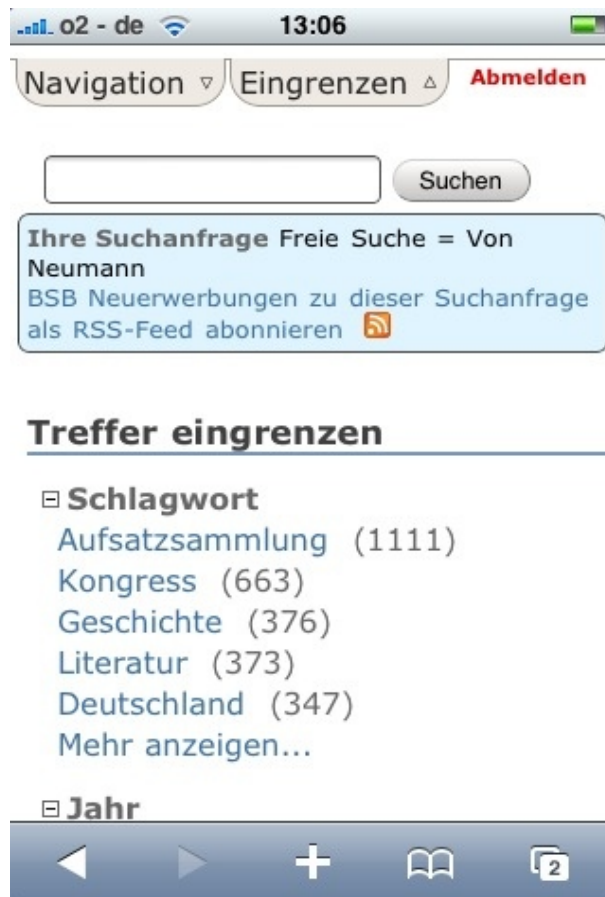 o2 - de 13:06
Navigation ▿ Eingrenzen ▵ Abmelden
Suchen
Ihre Suchanfrage Freie Suche = Von
Neumann
BSB Neuerwerbungen zu dieser Suchanfrage
als RSS-Feed abonnieren
Treffer eingrenzen
Schlagwort
Aufsatzsammlung (1111)
Kongress (663)
Geschichte (376)
Literatur (373)
Deutschland (347)
Mehr anzeigen...
Jahr
2